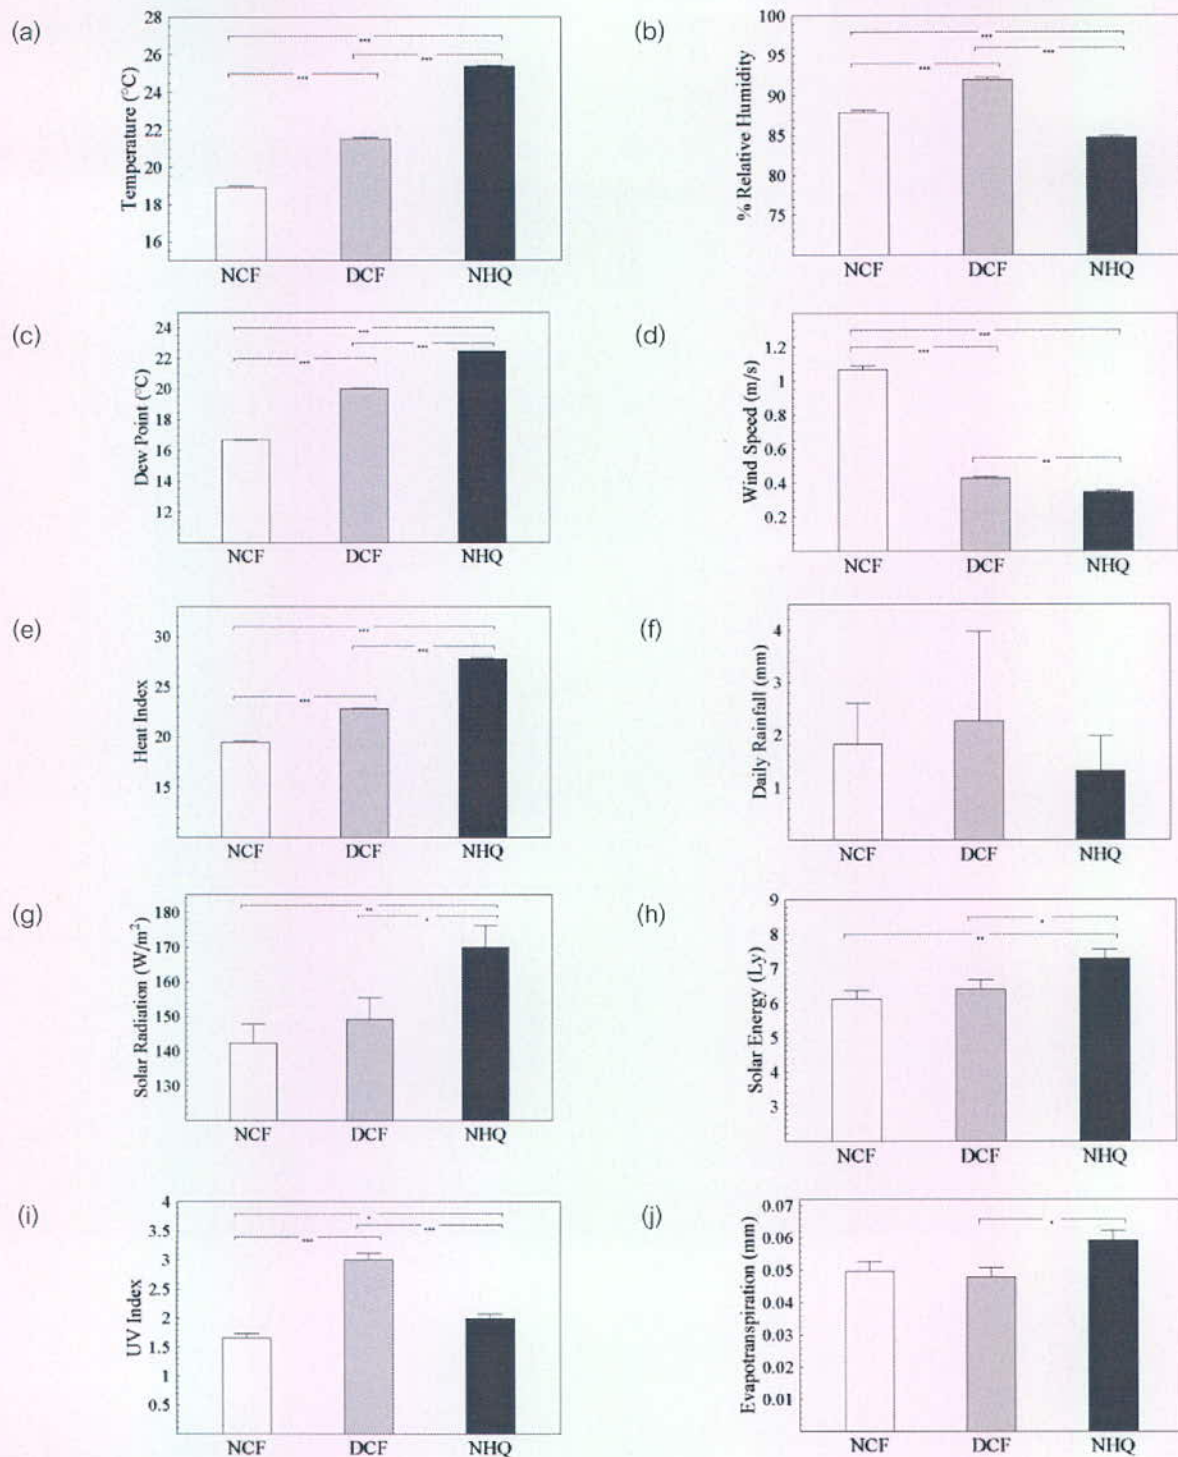 (a)
Temperature (°C)
28
26
24
22
20
18
16
***
***
***
NCF DCF NHQ
(b)
% Relative Humidity
100
95
90
85
80
75
***
***
***
NCF DCF NHQ
(c)
Dew Point (°C)
24
22
20
18
16
14
12
***
***
***
NCF DCF NHQ
(d)
Wind Speed (m/s)
1.2
1
0.8
0.6
0.4
0.2
***
***
**
NCF DCF NHQ
(e)
Heat Index
30
25
20
15
***
***
***
NCF DCF NHQ
(f)
Daily Rainfall (mm)
4
3
2
1
NCF DCF NHQ
(g)
Solar Radiation (W/m²)
180
170
160
150
140
130
**
*
NCF DCF NHQ
(h)
Solar Energy (Ly)
9
8
7
6
5
4
3
*
**
NCF DCF NHQ
(i)
UV Index
4
3.5
3
2.5
2
1.5
1
0.5
*
***
***
NCF DCF NHQ
(j)
Evapotranspiration (mm)
0.07
0.06
0.05
0.04
0.03
0.02
0.01
*
NCF DCF NHQ